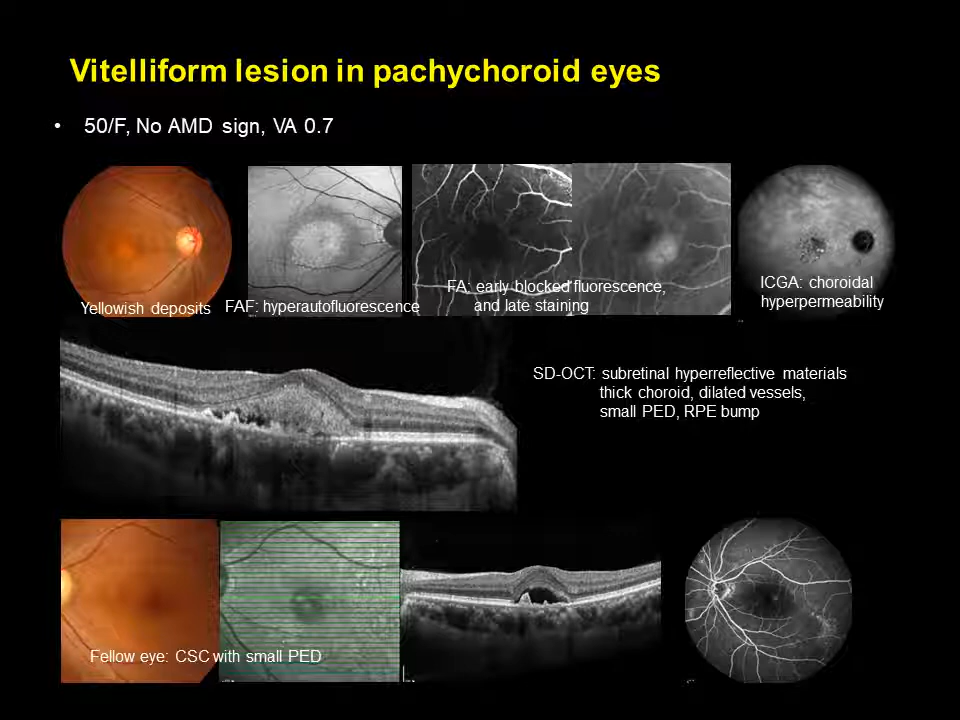 Vitelliform lesion in pachychoroid eyes
• 50/F, No AMD sign, VA 0.7
Yellowish deposits
FAF: hyperautofluorescence
FA: early blocked fluorescence,
and late staining
ICGA: choroidal
hyperpermeability
SD-OCT: subretinal hyperreflective materials
thick choroid, dilated vessels,
small PED, RPE bump
Fellow eye: CSC with small PED